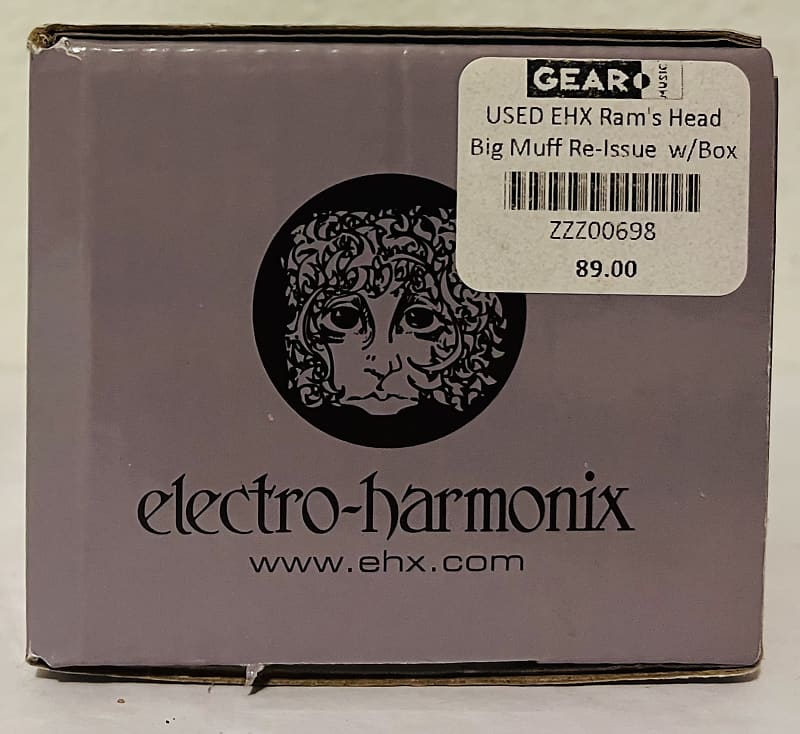 GEAR
MUSIC
USED EHX Ram's Head
Big Muff Re-Issue w/Box
ZZZ00698
89.00
electro-harmonix
www.ehx.com